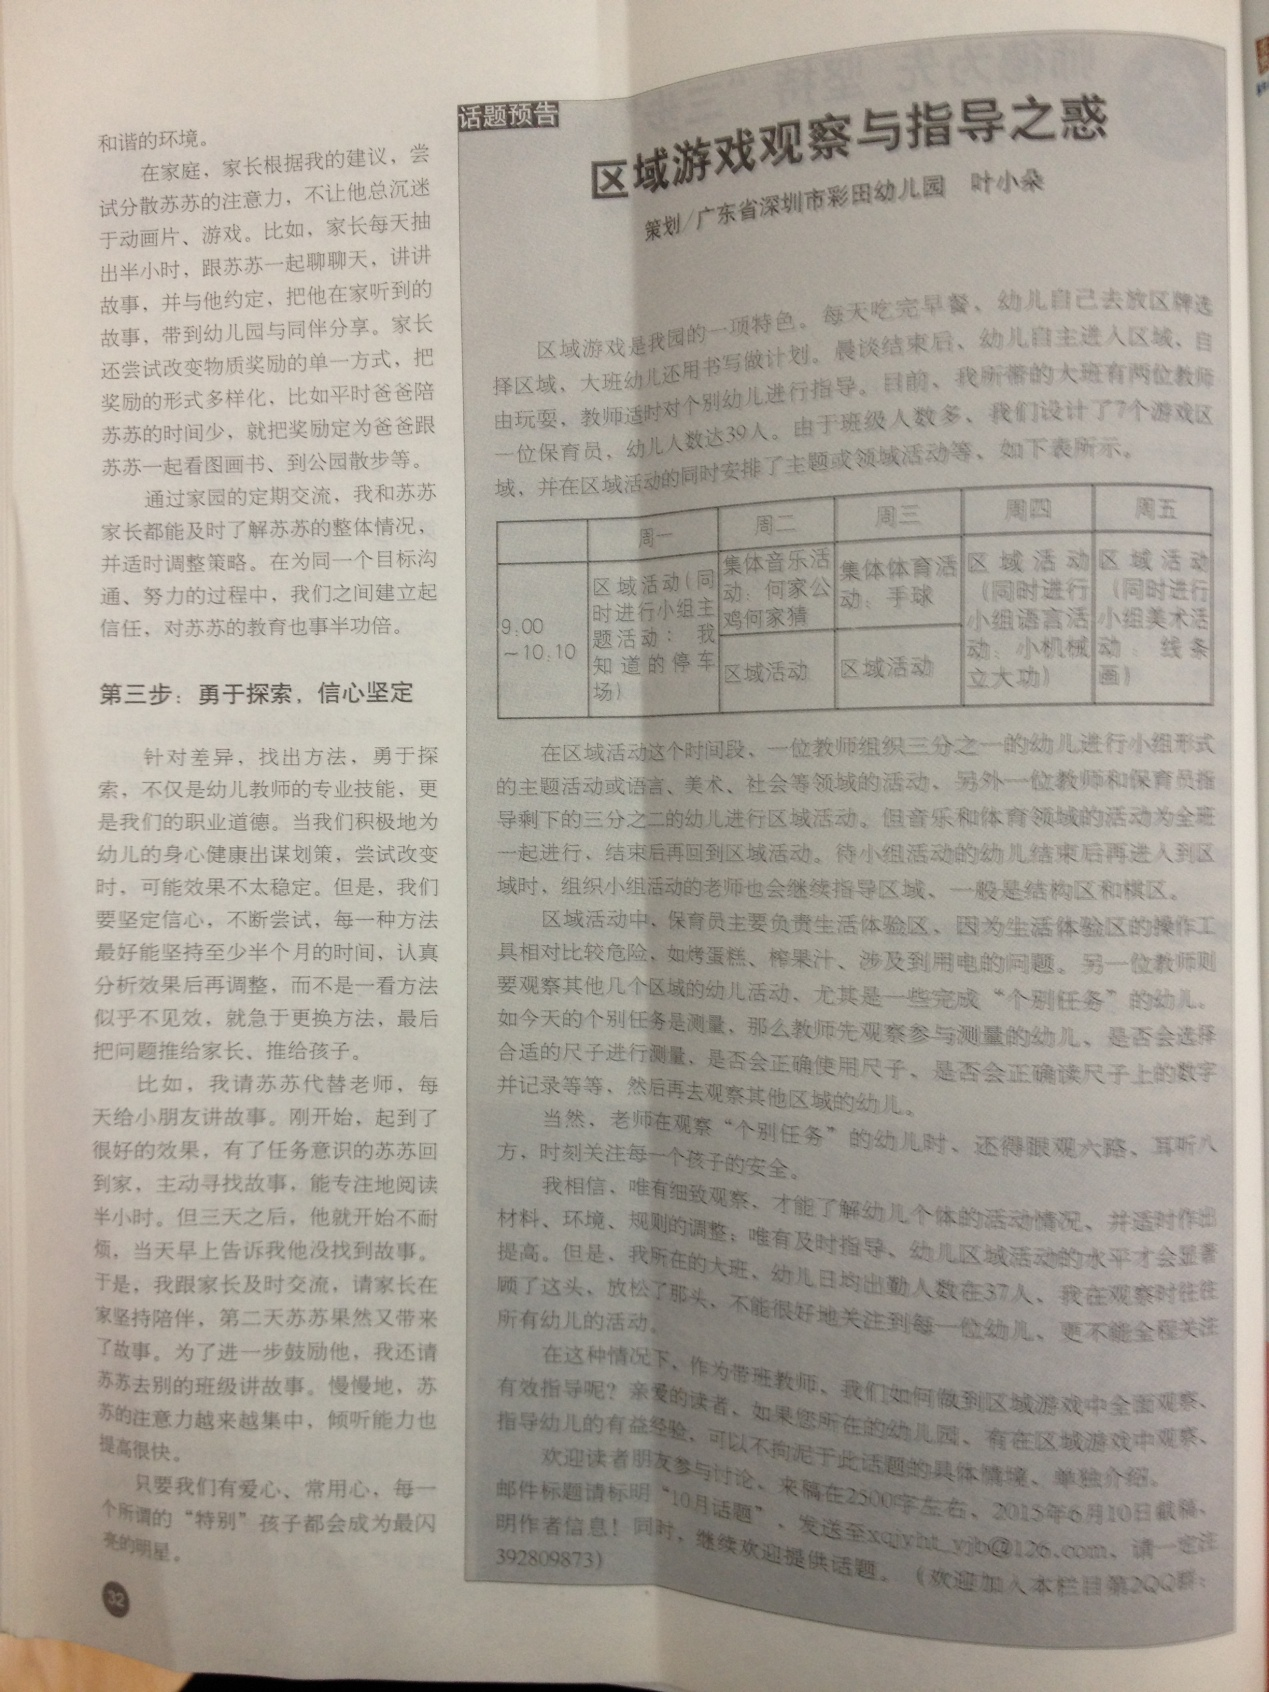 和谐的环境。
在家庭，家长根据我的建议，尝
试分散苏苏的注意力，不让他总沉迷
于动画片、游戏。比如，家长每天抽
出半小时，跟苏苏一起聊聊天，讲讲
故事，并与他约定，把他在家听到的
故事，带到幼儿园与同伴分享。家长
还尝试改变物质奖励的单一方式，把
奖励的形式多样化，比如平时爸爸陪
苏苏的时间少，就把奖励定为爸爸跟
苏苏一起看图画书、到公园散步等。
通过家园的定期交流，我和苏苏
家长都能及时了解苏苏的整体情况，
并适时调整策略。在为同一个目标沟
通、努力的过程中，我们之间建立起
信任，对苏苏的教育也事半功倍。
第三步：勇于探索，信心坚定
针对差异，找出方法，勇于探
索，不仅是幼儿教师的专业技能，更
是我们的职业道德。当我们积极地为
幼儿的身心健康出谋划策，尝试改变
时，可能效果不太稳定。但是，我们
要坚定信心，不断尝试，每一种方法
最好能坚持至少半个月的时间，认真
分析效果后再调整，而不是一看方法
似乎不见效，就急于更换方法，最后
把问题推给家长、推给孩子。
比如，我请苏苏代替老师，每
天给小朋友讲故事。刚开始，起到了
很好的效果，有了任务意识的苏苏回
到家，主动寻找故事，能专注地阅读
半小时。但三天之后，他就开始不耐
烦，当天早上告诉我他没找到故事。
于是，我跟家长及时交流，请家长在
家坚持陪伴，第二天苏苏果然又带来
了故事。为了进一步鼓励他，我还请
苏苏去别的班级讲故事。慢慢地，苏
苏的注意力越来越集中，倾听能力也
提高很快。
只要我们有爱心、常用心，每一
个所谓的“特别”孩子都会成为最闪
亮的明星。
32
话题预告
区域游戏观察与指导之惑
策划/广东省深圳市彩田幼儿园 叶小朵
区域游戏是我园的一项特色。每天吃完早餐，幼儿自己去放区牌选
择区域，大班幼儿还用书写做计划。晨谈结束后，幼儿自主进入区域，自
由玩耍，教师适时对个别幼儿进行指导。目前，我所带的大班有两位教师
一位保育员，幼儿人数达39人。由于班级人数多，我们设计了7个游戏区
域，并在区域活动的同时安排了主题或领域活动等，如下表所示。
周一 周二 周三 周四 周五
9:00
~10:10
区域活动（同
时进行小组主
题活动：我
知道的停车
场）
集体音乐活
动：何家公
鸡何家猜
区域活动
集体体育活
动：手球
区域活动
区域活动
（同时进行
小组语言活
动：小机械
立大功）
区域活动
（同时进行
小组美术活
动：线条
画）
在区域活动这个时间段，一位教师组织三分之一的幼儿进行小组形式
的主题活动或语言、美术、社会等领域的活动，另外一位教师和保育员指
导剩下的三分之二的幼儿进行区域活动。但音乐和体育领域的活动为全班
一起进行，结束后再回到区域活动。待小组活动的幼儿结束后再进入到区
域时，组织小组活动的老师也会继续指导区域，一般是结构区和棋区。
区域活动中，保育员主要负责生活体验区，因为生活体验区的操作工
具相对比较危险，如烤蛋糕、榨果汁、涉及到用电的问题。另一位教师则
要观察其他几个区域的幼儿活动，尤其是一些完成“个别任务”的幼儿。
如今天的个别任务是测量，那么教师先观察参与测量的幼儿，是否会选择
合适的尺子进行测量，是否会正确使用尺子，是否会正确读尺子上的数字
并记录等等，然后再去观察其他区域的幼儿。
当然，老师在观察“个别任务”的幼儿时，还得眼观六路、耳听八
方，时刻关注每一个孩子的安全。
我相信，唯有细致观察，才能了解幼儿个体的活动情况，并适时作出
材料、环境、规则的调整；唯有及时指导，幼儿区域活动的水平才会显著
提高。但是，我所在的大班，幼儿日均出勤人数在37人，我在观察时往往
顾了这头，放松了那头，不能很好地关注到每一位幼儿，更不能全程关注
所有幼儿的活动。
在这种情况下，作为带班教师，我们如何做到区域游戏中全面观察、
有效指导呢？亲爱的读者，如果您所在的幼儿园，有在区域游戏中观察、
指导幼儿的有益经验，可以不拘泥于此话题的具体情境，单独介绍。
欢迎读者朋友参与讨论，来稿在2500字左右，2015年6月10日截稿，
邮件标题请标明“10月话题”，发送至xqjyht_yjb@126.com，请一定注
明作者信息！同时，继续欢迎提供话题。（欢迎加入本栏目第2QQ群：
392809873）